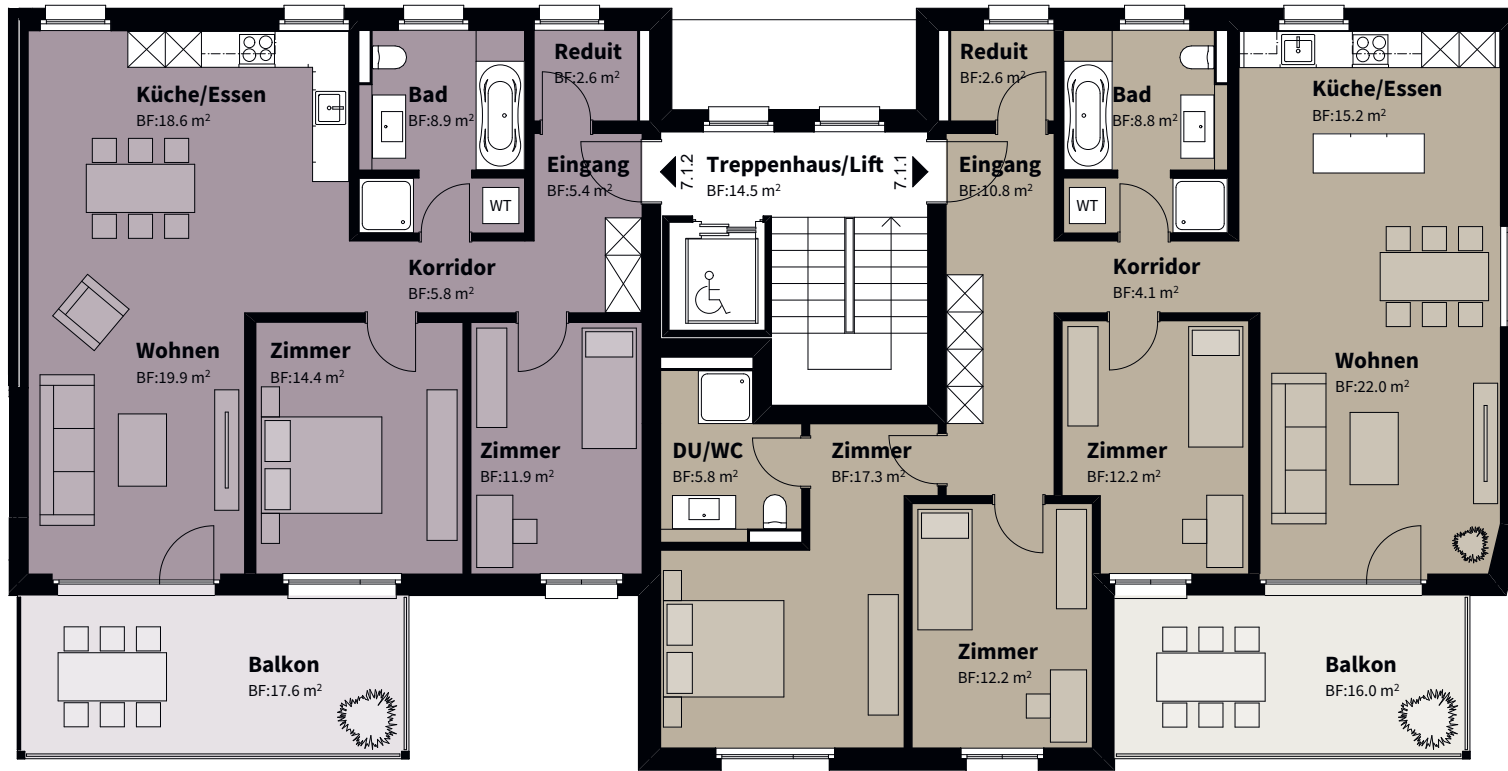 Küche/Essen
BF:18.6 m²
Bad
BF:8.9 m²
Reduit
BF:2.6 m²
Eingang
BF:5.4 m²
WT
Korridor
BF:5.8 m²
Wohnen
BF:19.9 m²
Zimmer
BF:14.4 m²
Zimmer
BF:11.9 m²
Balkon
BF:17.6 m²
7.1.2
Treppenhaus/Lift
BF:14.5 m²
7.1.1
Reduit
BF:2.6 m²
Bad
BF:8.8 m²
Küche/Essen
BF:15.2 m²
Eingang
BF:10.8 m²
WT
Korridor
BF:4.1 m²
Wohnen
BF:22.0 m²
DU/WC
BF:5.8 m²
Zimmer
BF:17.3 m²
Zimmer
BF:12.2 m²
Zimmer
BF:12.2 m²
Balkon
BF:16.0 m²